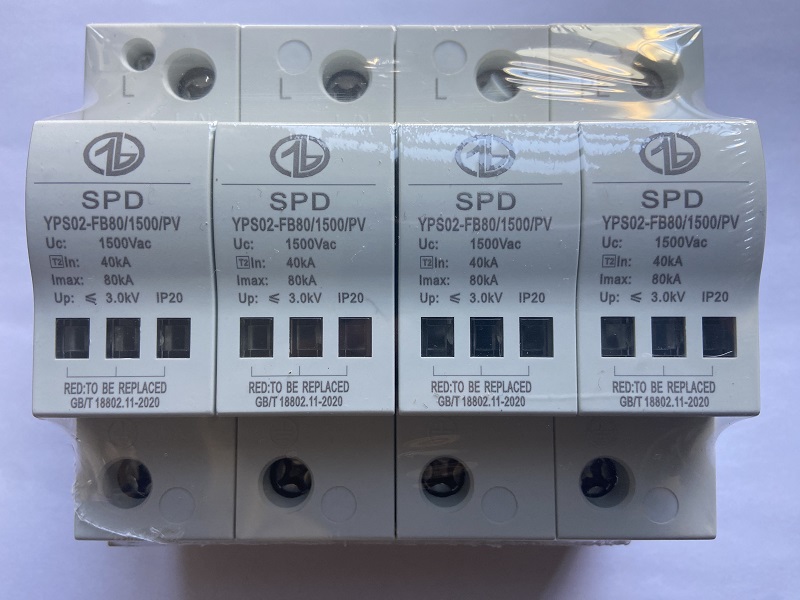 L L L PE
SPD
YPS02-FB80/1500/PV
Uc: 1500Vac
T2 In: 40kA
Imax: 80kA
Up: ≤ 3.0kV IP20
RED:TO BE REPLACED
GB/T 18802.11-2020
SPD
YPS02-FB80/1500/PV
Uc: 1500Vac
T2 In: 40kA
Imax: 80kA
Up: ≤ 3.0kV IP20
RED:TO BE REPLACED
GB/T 18802.11-2020
SPD
YPS02-FB80/1500/PV
Uc: 1500Vac
T2 In: 40kA
Imax: 80kA
Up: ≤ 3.0kV IP20
RED:TO BE REPLACED
GB/T 18802.11-2020
SPD
YPS02-FB80/1500/PV
Uc: 1500Vac
T2 In: 40kA
Imax: 80kA
Up: ≤ 3.0kV IP20
RED:TO BE REPLACED
GB/T 18802.11-2020